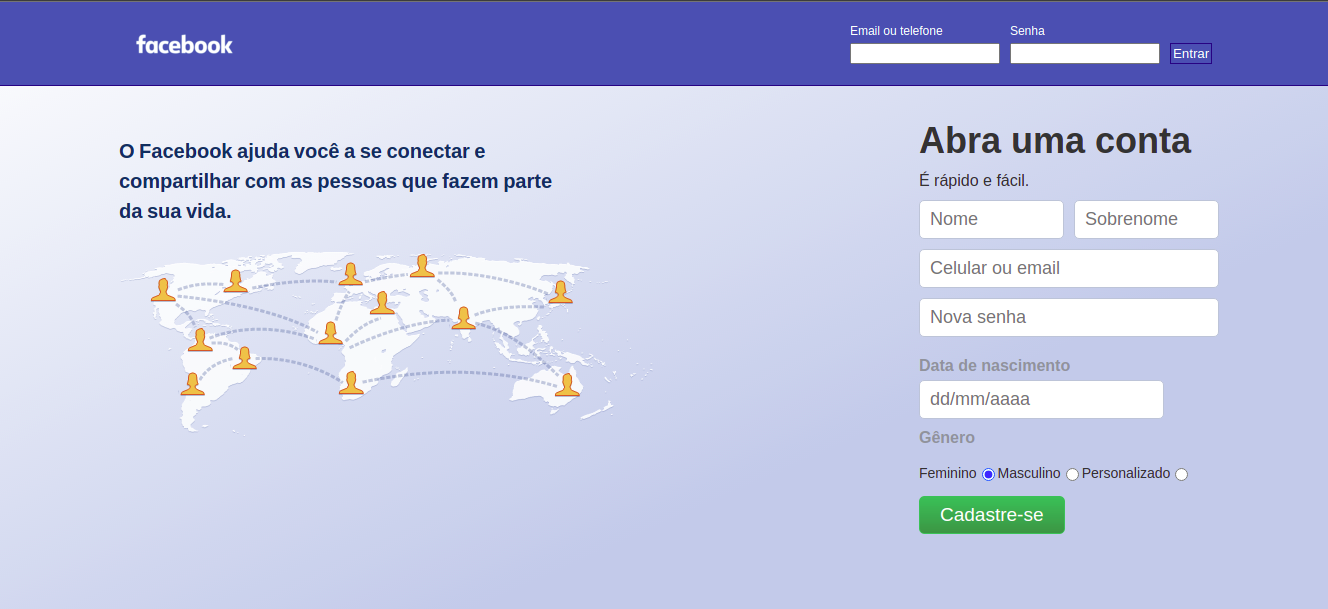 facebook
Email ou telefone
Senha
Entrar
O Facebook ajuda você a se conectar e
compartilhar com as pessoas que fazem parte
da sua vida.
Abra uma conta
É rápido e fácil.
Nome
Sobrenome
Celular ou email
Nova senha
Data de nascimento
dd/mm/aaaa
Gênero
Feminino Masculino Personalizado
Cadastre-se